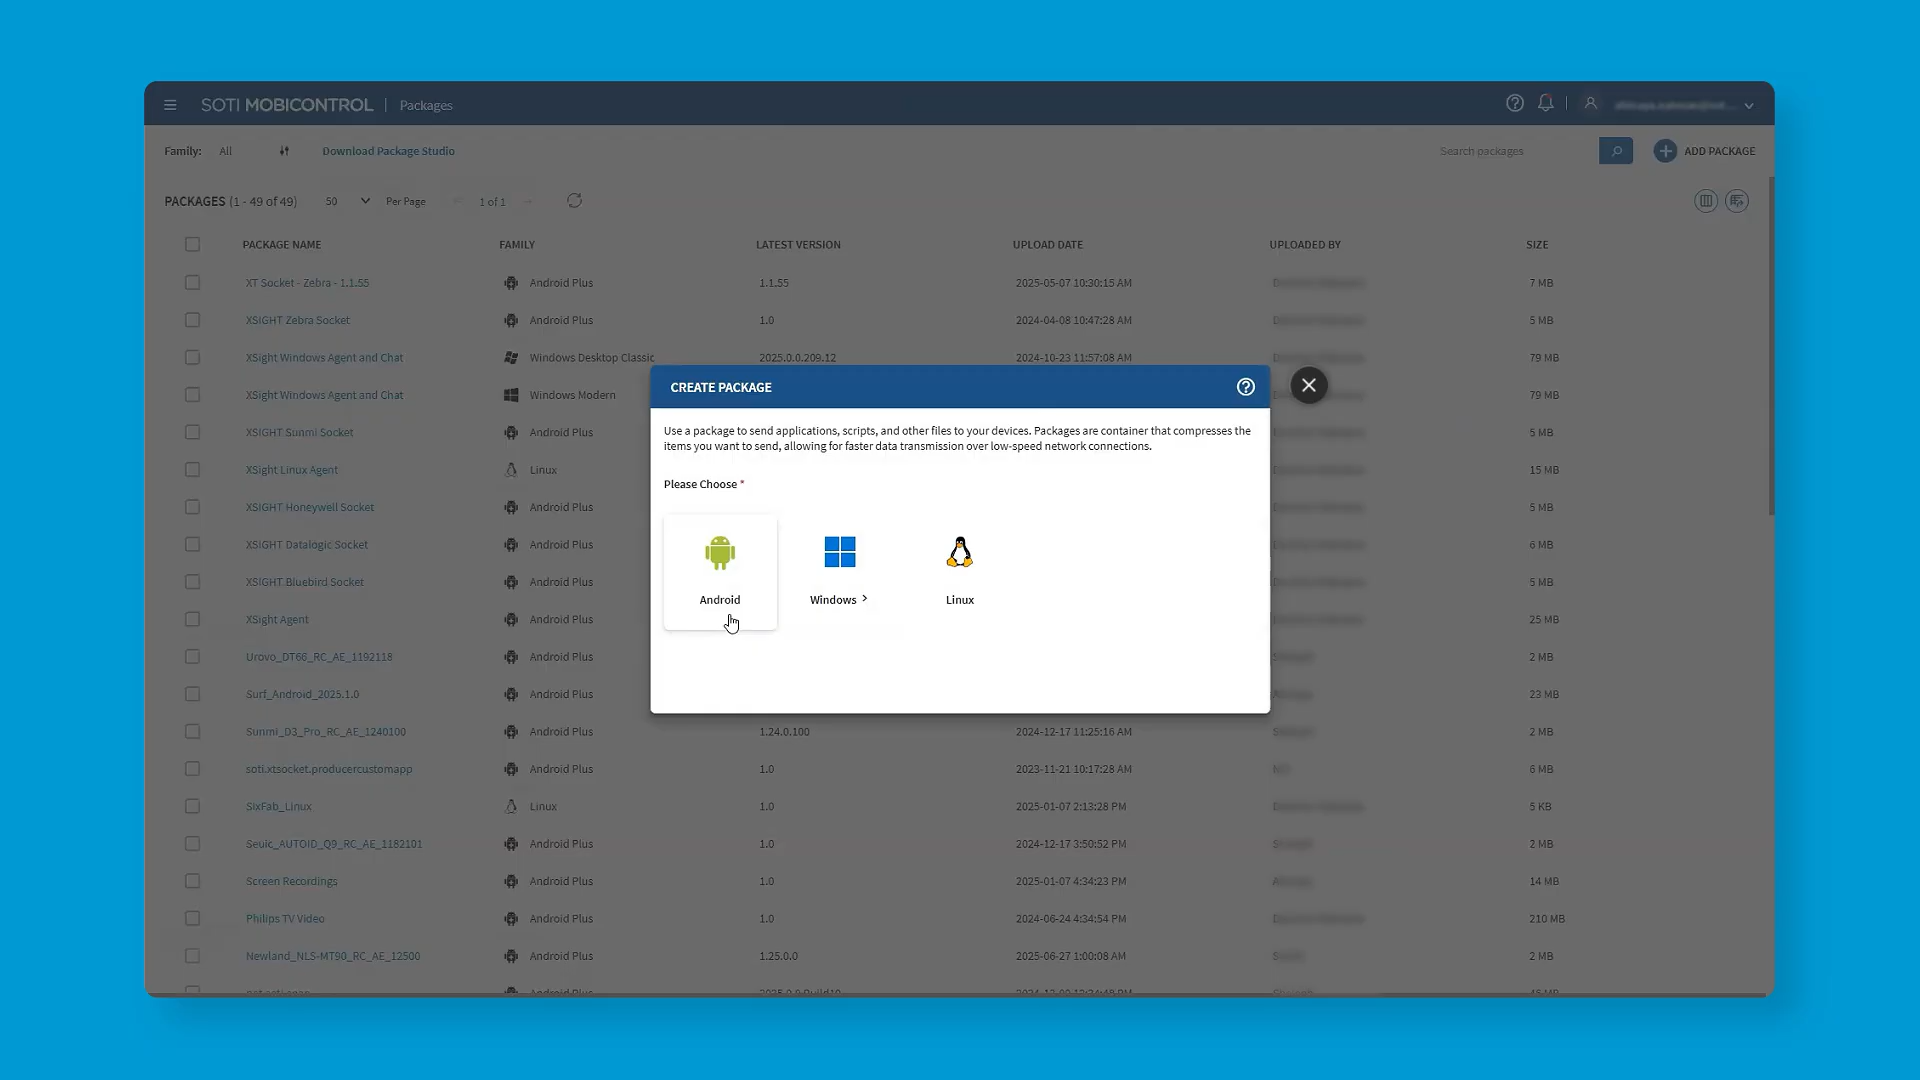 SOTI MOBICONTROL | Packages
Family: All Download Package Studio Search packages ADD PACKAGE
PACKAGES (1 - 49 of 49) 50 Per Page 1 of 1
PACKAGE NAME FAMILY LATEST VERSION UPLOAD DATE UPLOADED BY SIZE
XT Socket - Zebra - 1.1.55 Android Plus 1.1.55 2025-05-07 10:30:15 AM 7 MB
XSIGHT Zebra Socket Android Plus 1.0 2024-04-08 10:47:28 AM 5 MB
XSight Windows Agent and Chat Windows Desktop Classic 2025.0.0.209.12 2024-10-23 11:57:08 AM 79 MB
XSight Windows Agent and Chat Windows Modern 79 MB
XSIGHT Sunmi Socket Android Plus 5 MB
XSight Linux Agent Linux 15 MB
XSIGHT Honeywell Socket Android Plus 5 MB
XSIGHT Datalogic Socket Android Plus 6 MB
XSIGHT Bluebird Socket Android Plus 5 MB
XSight Agent Android Plus 25 MB
Urovo_DT66_RC_AE_1192118 Android Plus 2 MB
Surf_Android_2025.1.0 Android Plus 23 MB
Sunmi_D3_Pro_RC_AE_1240100 Android Plus 1.24.0.100 2024-12-17 11:25:16 AM 2 MB
soti.xtsocket.producercustomapp Android Plus 1.0 2023-11-21 10:17:28 AM 6 MB
SixFab_Linux Linux 1.0 2025-01-07 2:13:28 PM 5 KB
Seuic_AUTOID_Q9_RC_AE_1182101 Android Plus 1.0 2024-12-17 3:50:52 PM 2 MB
Screen Recordings Android Plus 1.0 2025-01-07 4:34:23 PM 14 MB
Philips TV Video Android Plus 1.0 2024-06-24 4:34:54 PM 210 MB
Newland_NLS-MT90_RC_AE_12500 Android Plus 1.25.0.0 2025-06-27 1:00:08 AM 2 MB
CREATE PACKAGE
Use a package to send applications, scripts, and other files to your devices. Packages are container that compresses the
items you want to send, allowing for faster data transmission over low-speed network connections.
Please Choose *
Android Windows > Linux